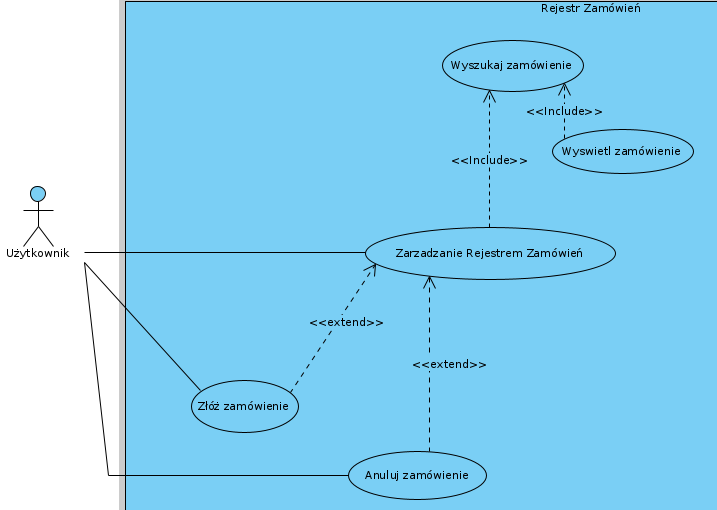 Rejestr Zamówień
Wyszukaj zamówienie
<<Include>>
Wyswietl zamówienie
<<Include>>
Użytkownik
Zarzadzanie Rejestrem Zamówień
<<extend>>
<<extend>>
Złóż zamówienie
Anuluj zamówienie